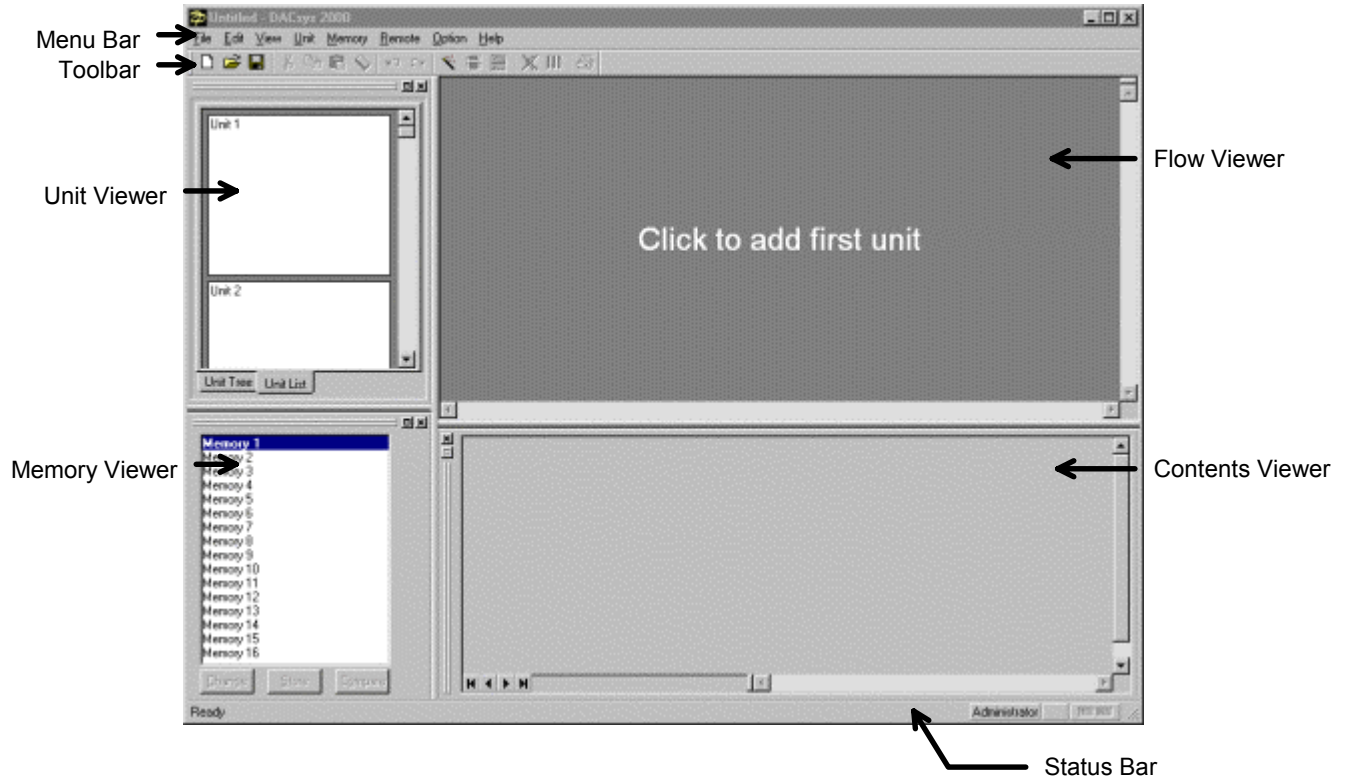 Untitled - DACsys 2000
Menu Bar
File Edit View Unit Memory Remote Option Help
Toolbar
Unit 1
Unit Viewer
Flow Viewer
Click to add first unit
Unit 2
Unit Tree Unit List
Memory Viewer
Memory 1
Memory 2
Memory 3
Memory 4
Memory 5
Memory 6
Memory 7
Memory 8
Memory 9
Memory 10
Memory 11
Memory 12
Memory 13
Memory 14
Memory 15
Memory 16
Contents Viewer
Change Store Compare
Ready
Administrator
Status Bar